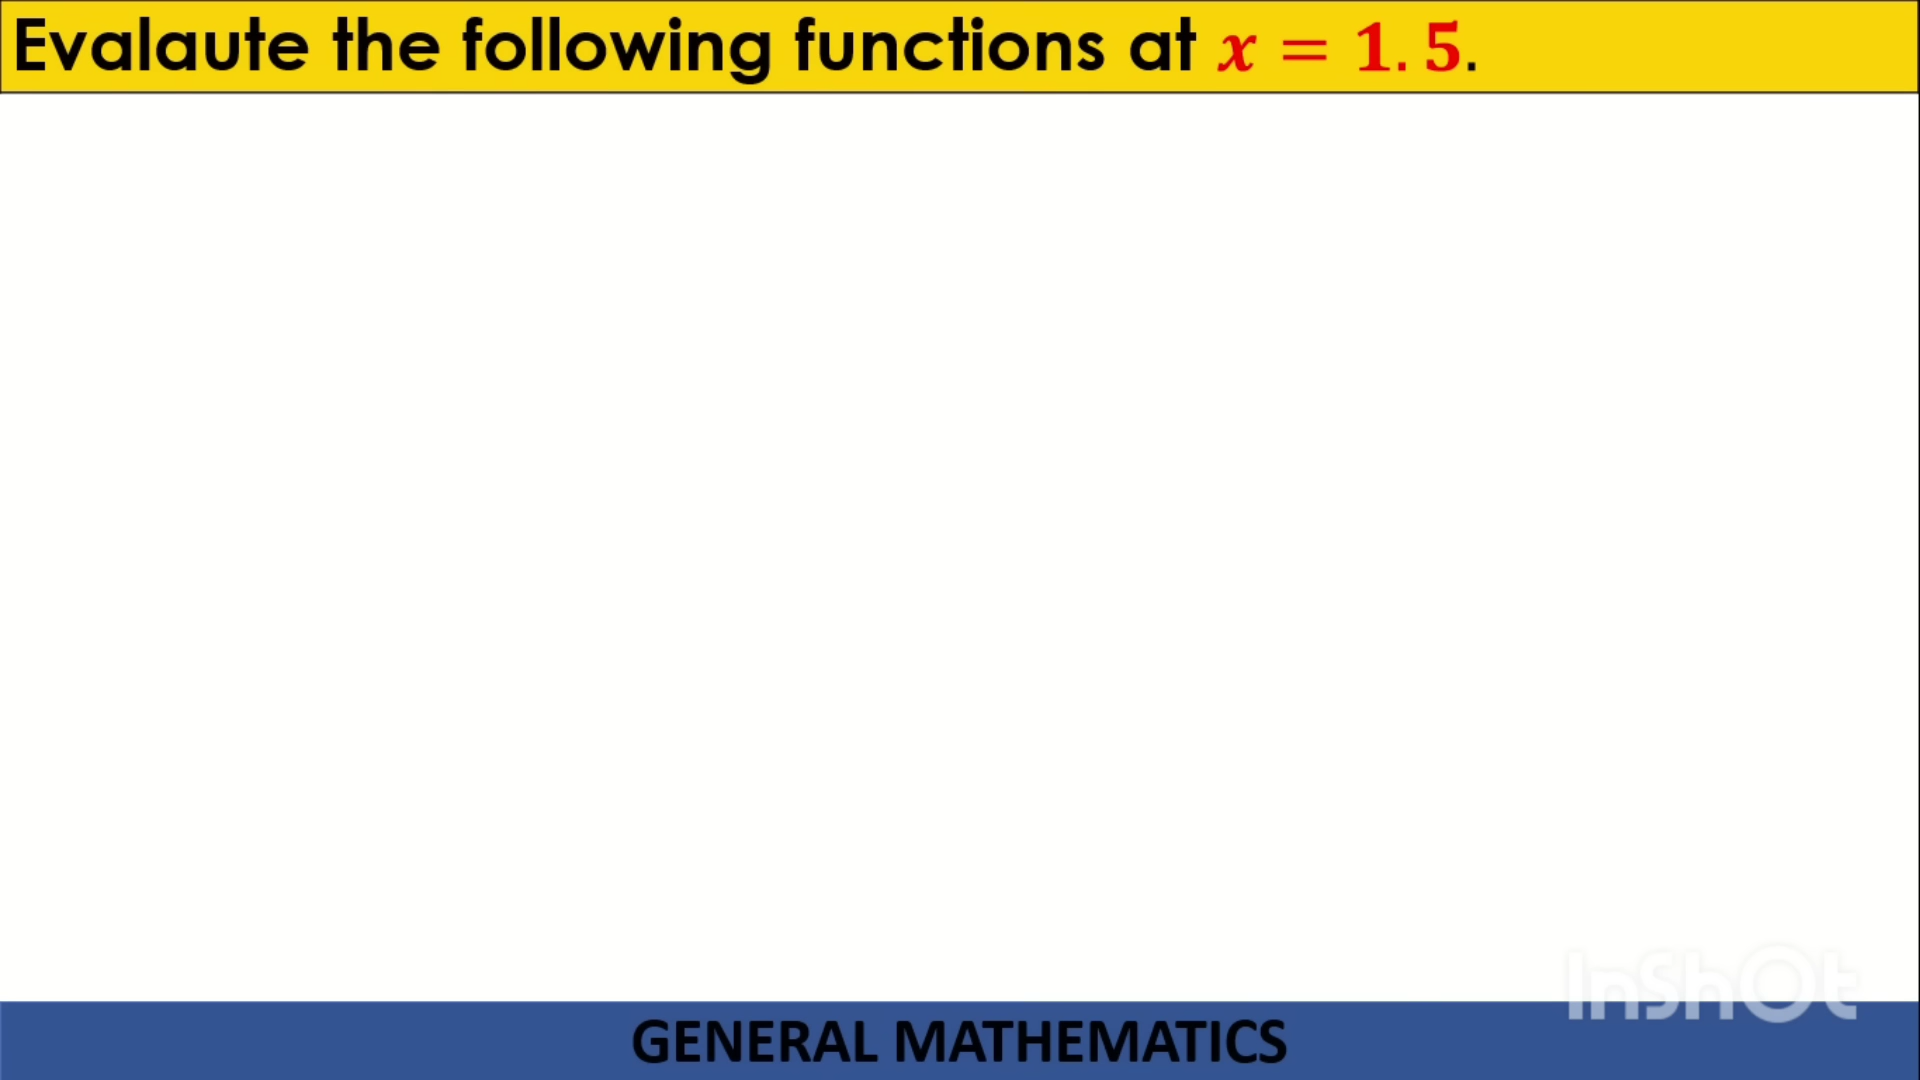 Evalaute the following functions at x = 1.5.
InShOt
GENERAL MATHEMATICS